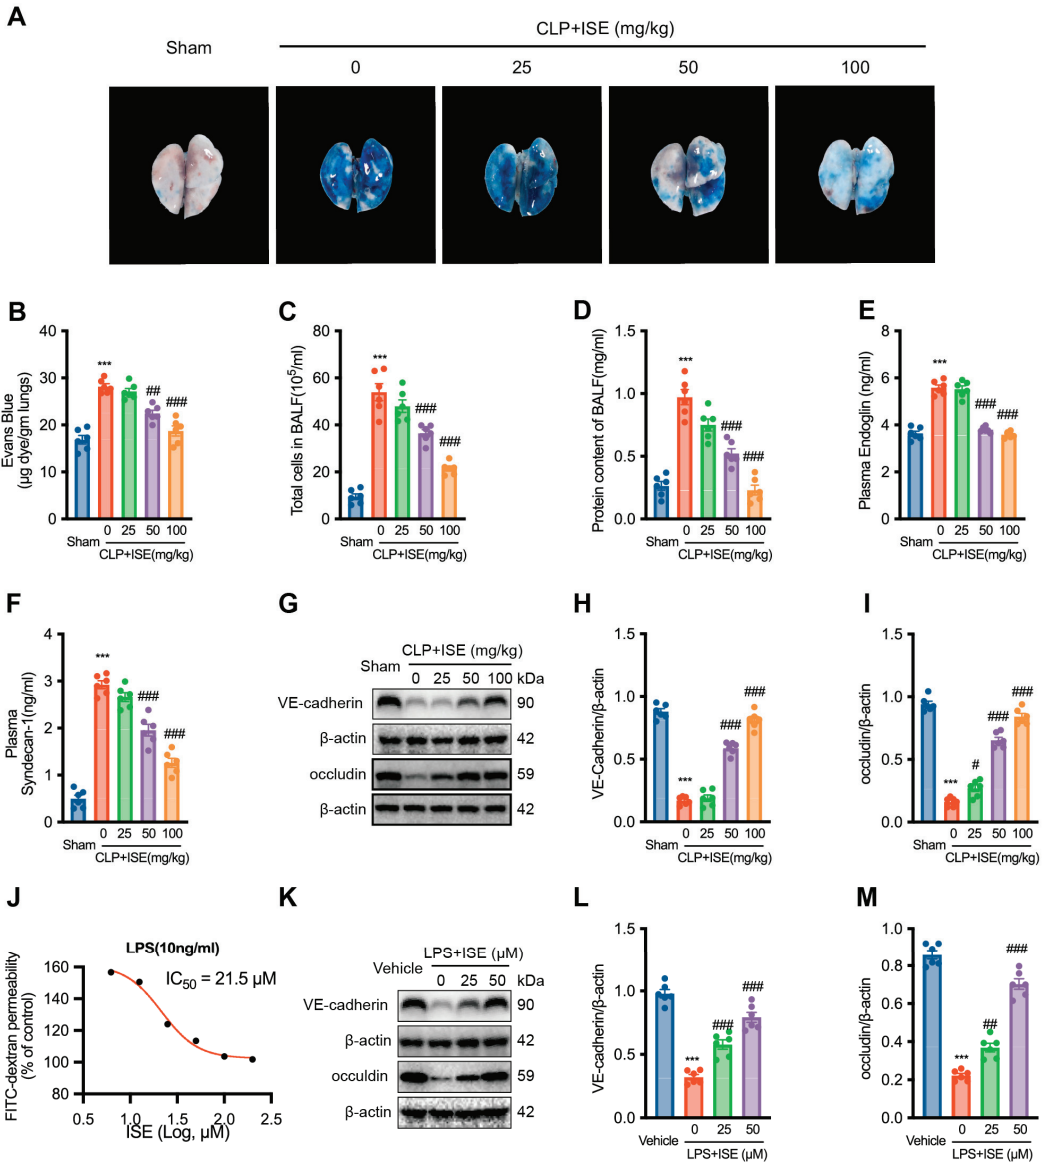 A
Sham
CLP+ISE (mg/kg)
0 25 50 100
B
Evans Blue
(μg dye/gm lungs)
40
30
20
10
0
***
##
###
Sham
0 25 50 100
CLP+ISE(mg/kg)
C
Total cells in BALF(10⁵/ml)
80
60
40
20
0
***
###
###
Sham
0 25 50 100
CLP+ISE(mg/kg)
D
Protein content of BALF(mg/ml)
1.5
1.0
0.5
0.0
***
###
###
Sham
0 25 50 100
CLP+ISE(mg/kg)
E
Plasma Endoglin (ng/ml)
8
6
4
2
0
***
###
###
Sham
0 25 50 100
CLP+ISE(mg/kg)
F
Plasma
Syndecan-1(ng/ml)
4
3
2
1
0
***
###
###
Sham
0 25 50 100
CLP+ISE(mg/kg)
G
CLP+ISE (mg/kg)
Sham
0 25 50 100 kDa
VE-cadherin 90
β-actin 42
occludin 59
β-actin 42
H
VE-Cadherin/β-actin
1.5
1.0
0.5
0.0
***
###
###
Sham
0 25 50 100
CLP+ISE(mg/kg)
I
occludin/β-actin
1.5
1.0
0.5
0.0
***
#
###
###
Sham
0 25 50 100
CLP+ISE(mg/kg)
J
LPS(10ng/ml)
IC₅₀ = 21.5 μM
FITC-dextran permeability
(% of control)
160
140
120
100
80
0.5 1.0 1.5 2.0 2.5
ISE (Log, μM)
K
LPS+ISE (μM)
Vehicle
0 25 50 kDa
VE-cadherin 90
β-actin 42
occuldin 59
β-actin 42
L
VE-cadherin/β-actin
1.5
1.0
0.5
0.0
***
###
###
Vehicle
0 25 50
LPS+ISE (μM)
M
occludin/β-actin
1.0
0.8
0.6
0.4
0.2
0.0
***
##
###
Vehicle
0 25 50
LPS+ISE (μM)